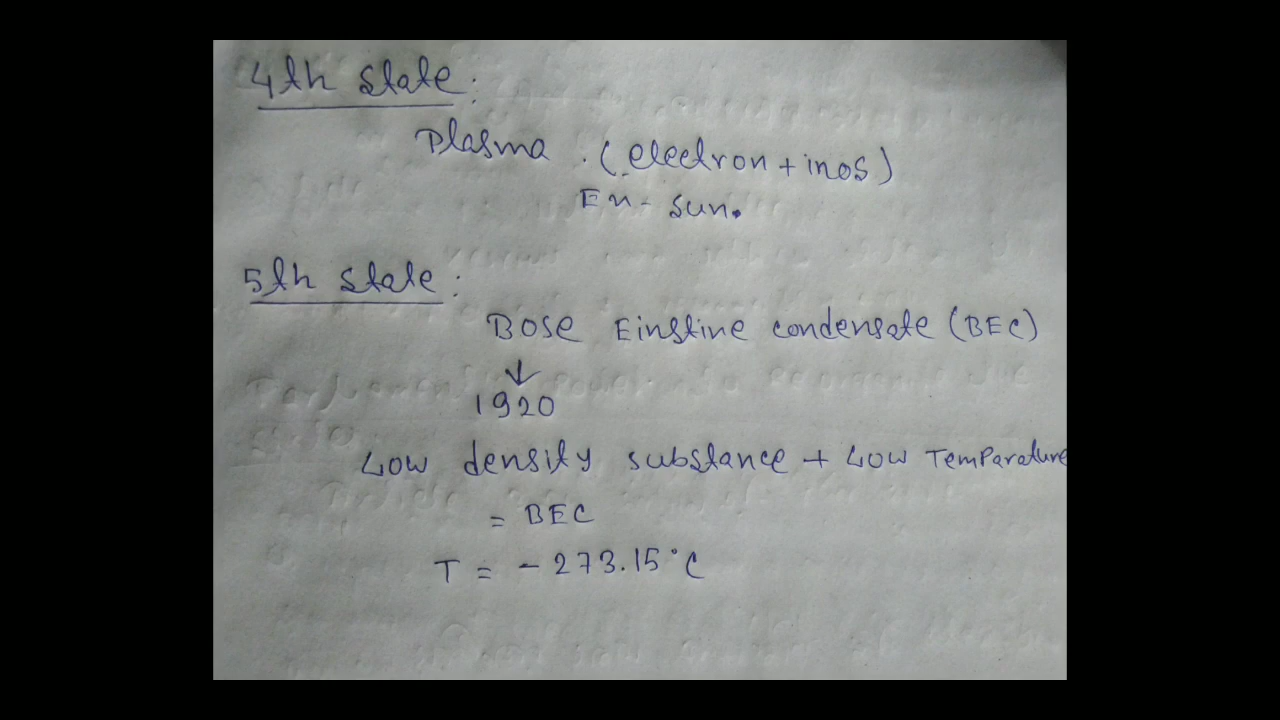 4th state:
Plasma . (electron + inos)
Ex - sun.
5th state:
BOSE Einstine condensate (BEC)
↓
1920
Low density substance + Low Temparature
= BEC
T = - 273.15°C